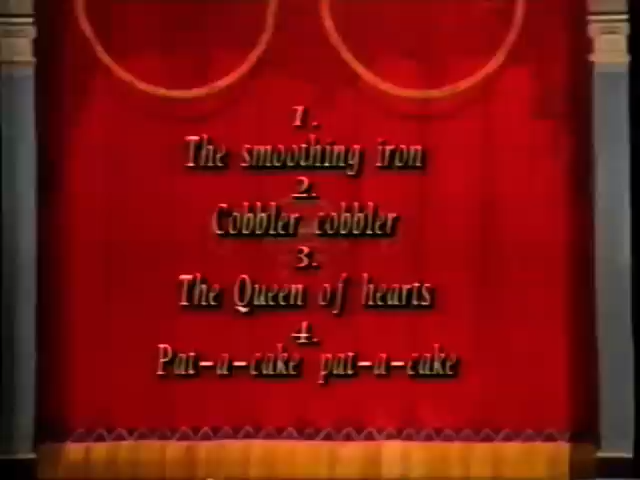 1.
The smoothing iron
2.
Cobbler cobbler
3.
The Queen of hearts
4.
Pat-a-cake pat-a-cake